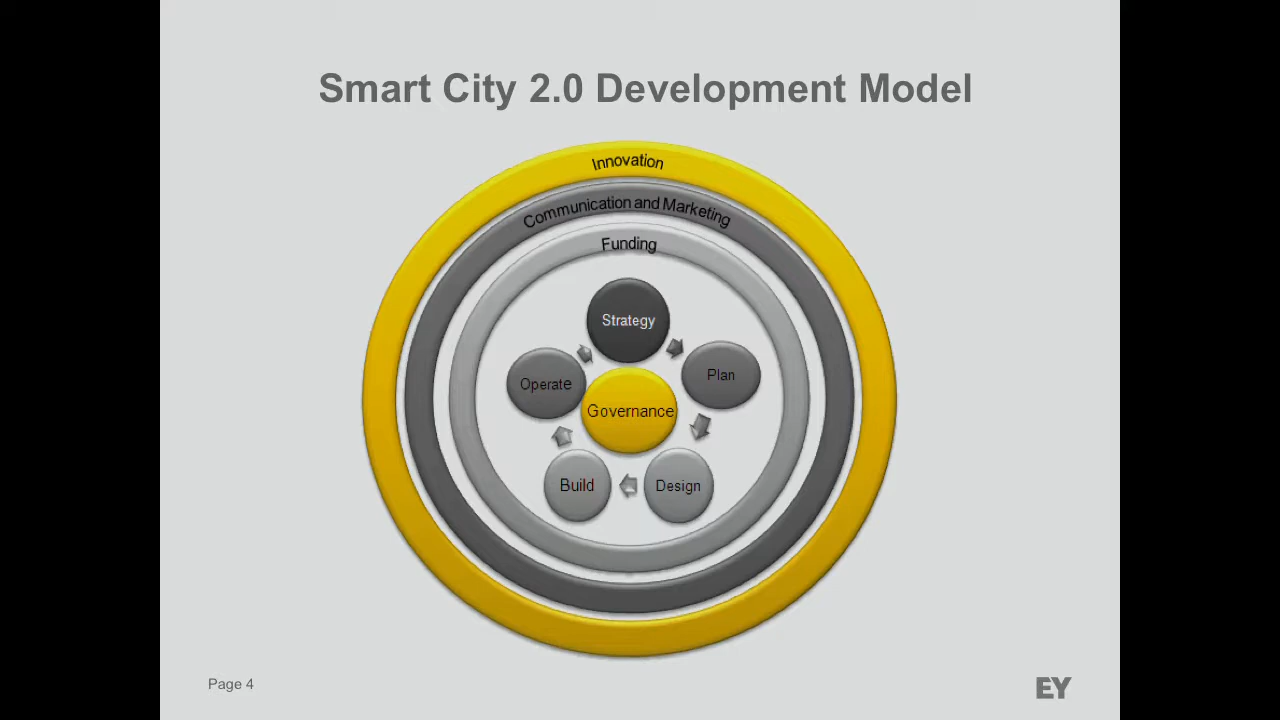 Smart City 2.0 Development Model
Innovation
Communication and Marketing
Funding
Strategy
Plan
Operate
Governance
Build
Design
Page 4
EY